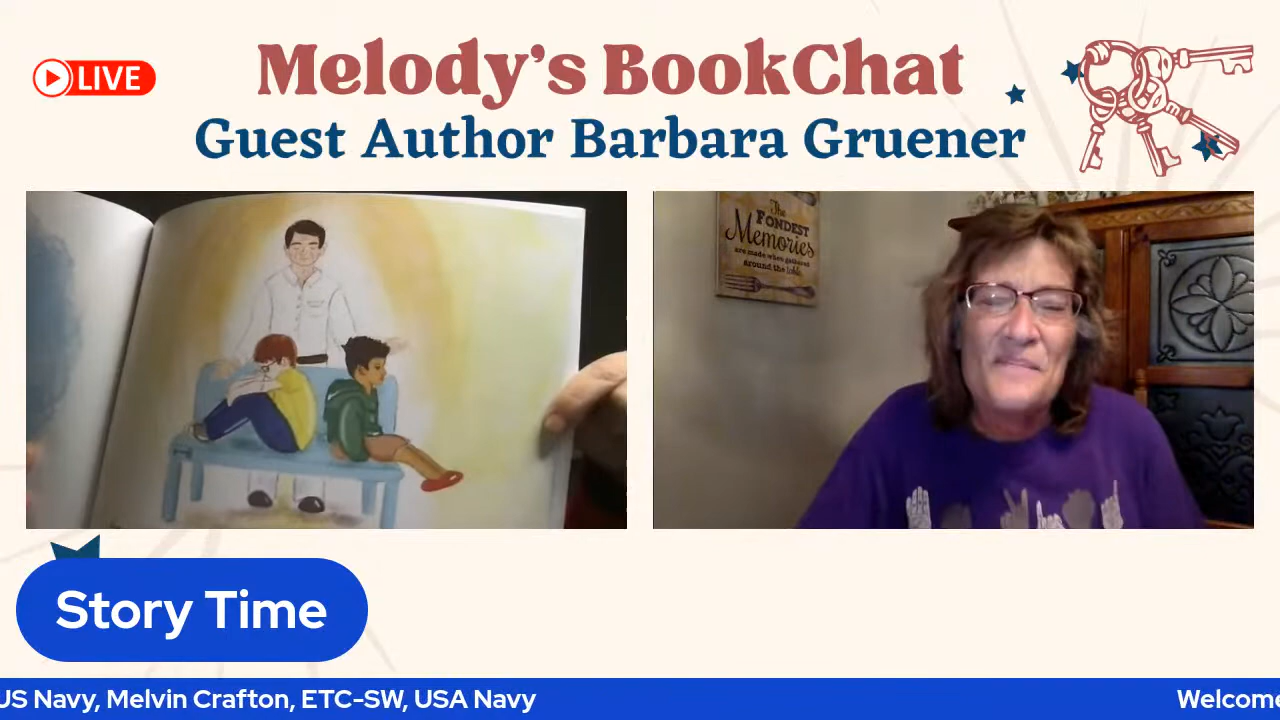 LIVE
Melody's BookChat
Guest Author Barbara Gruener
The
FONDEST
Memories
are made when gathered
around the table
Story Time
US Navy, Melvin Crafton, ETC-SW, USA Navy
Welcome